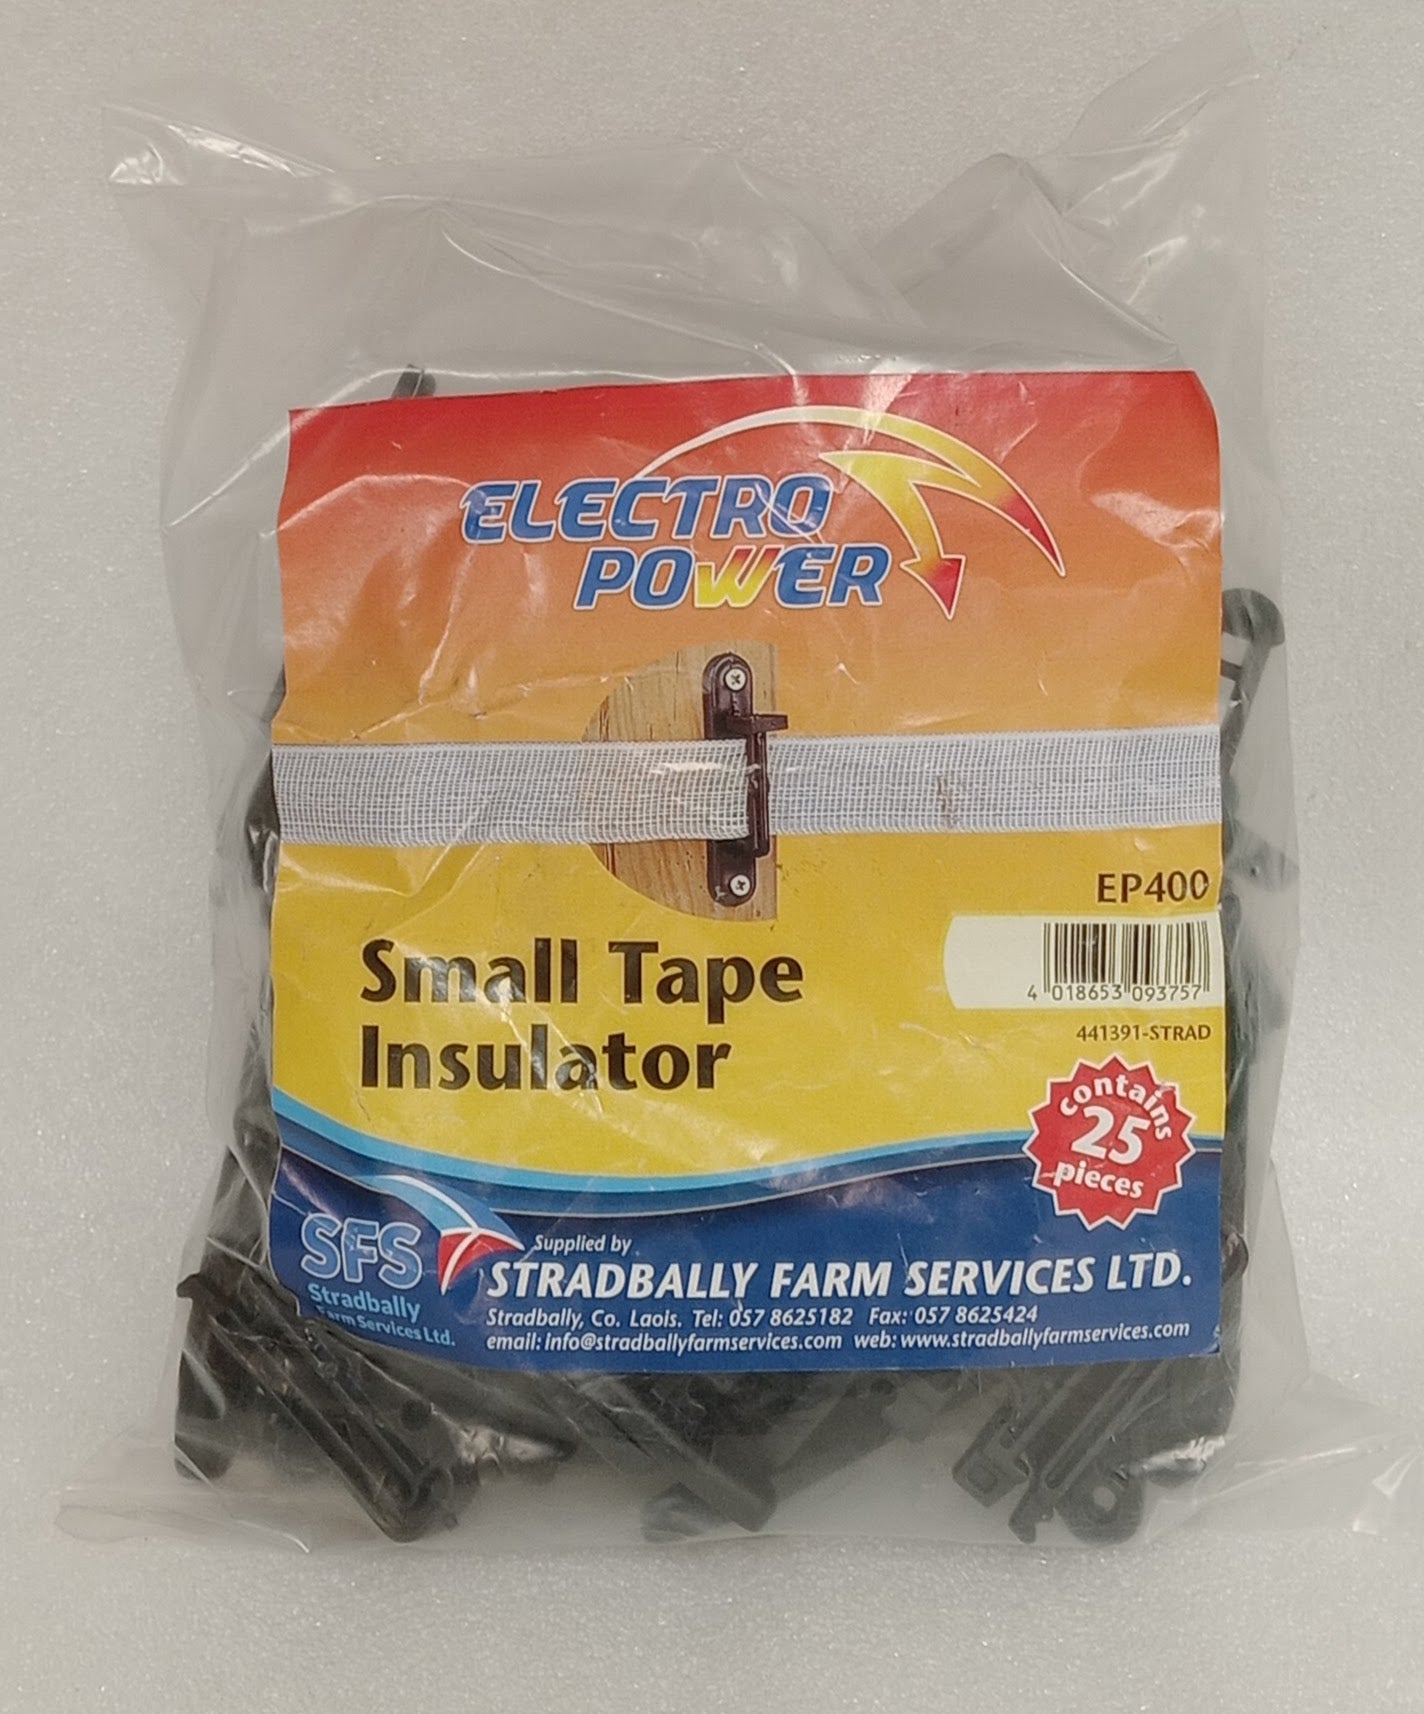 ELECTRO
POWER
EP400
4 018653 093757
441391-STRAD
Small Tape
Insulator
contains
25
pieces
SFS
Stradbally
Farm Services Ltd.
Supplied by
STRADBALLY FARM SERVICES LTD.
Stradbally, Co. Laois. Tel: 057 8625182 Fax: 057 8625424
email: info@stradballyfarmservices.com web: www.stradballyfarmservices.com